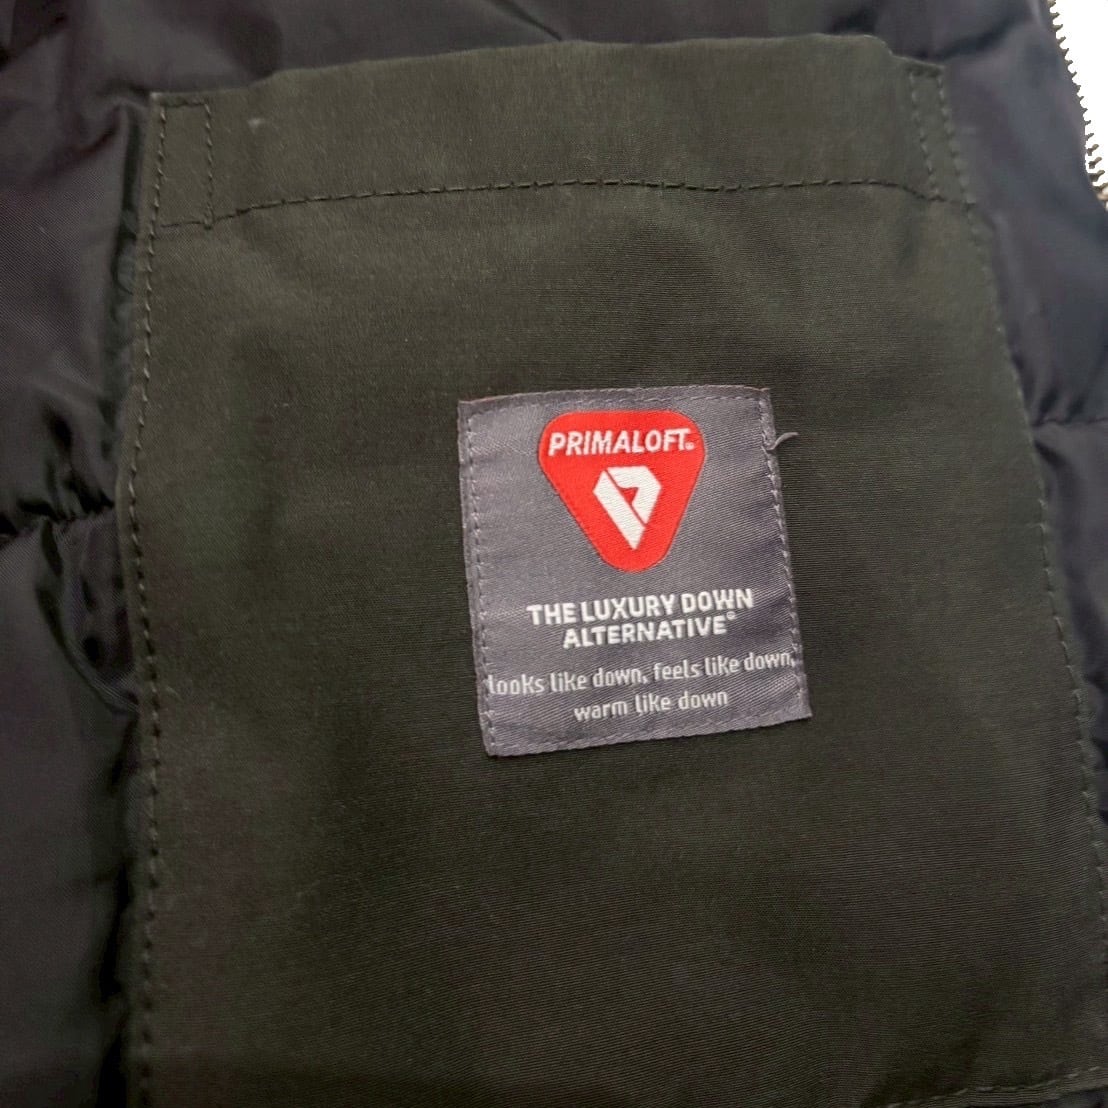 PRIMALOFT®
THE LUXURY DOWN
ALTERNATIVE®
looks like down, feels like down,
warm like down